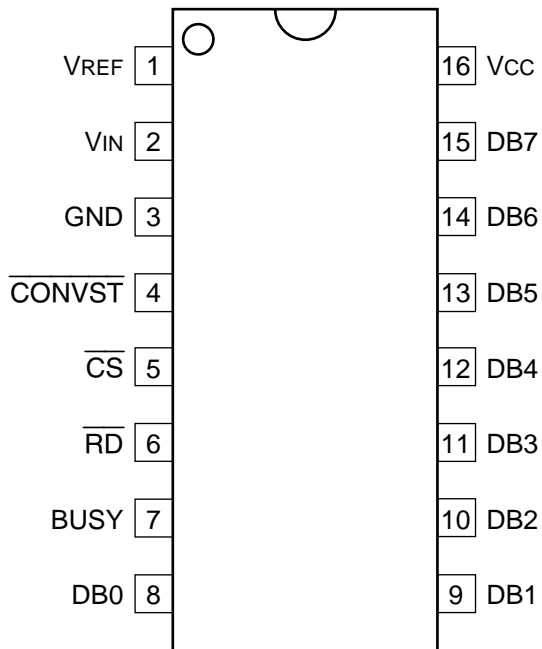 VREF 1 16 VCC
VIN 2 15 DB7
GND 3 14 DB6
CONVST 4 13 DB5
CS 5 12 DB4
RD 6 11 DB3
BUSY 7 10 DB2
DB0 8 9 DB1